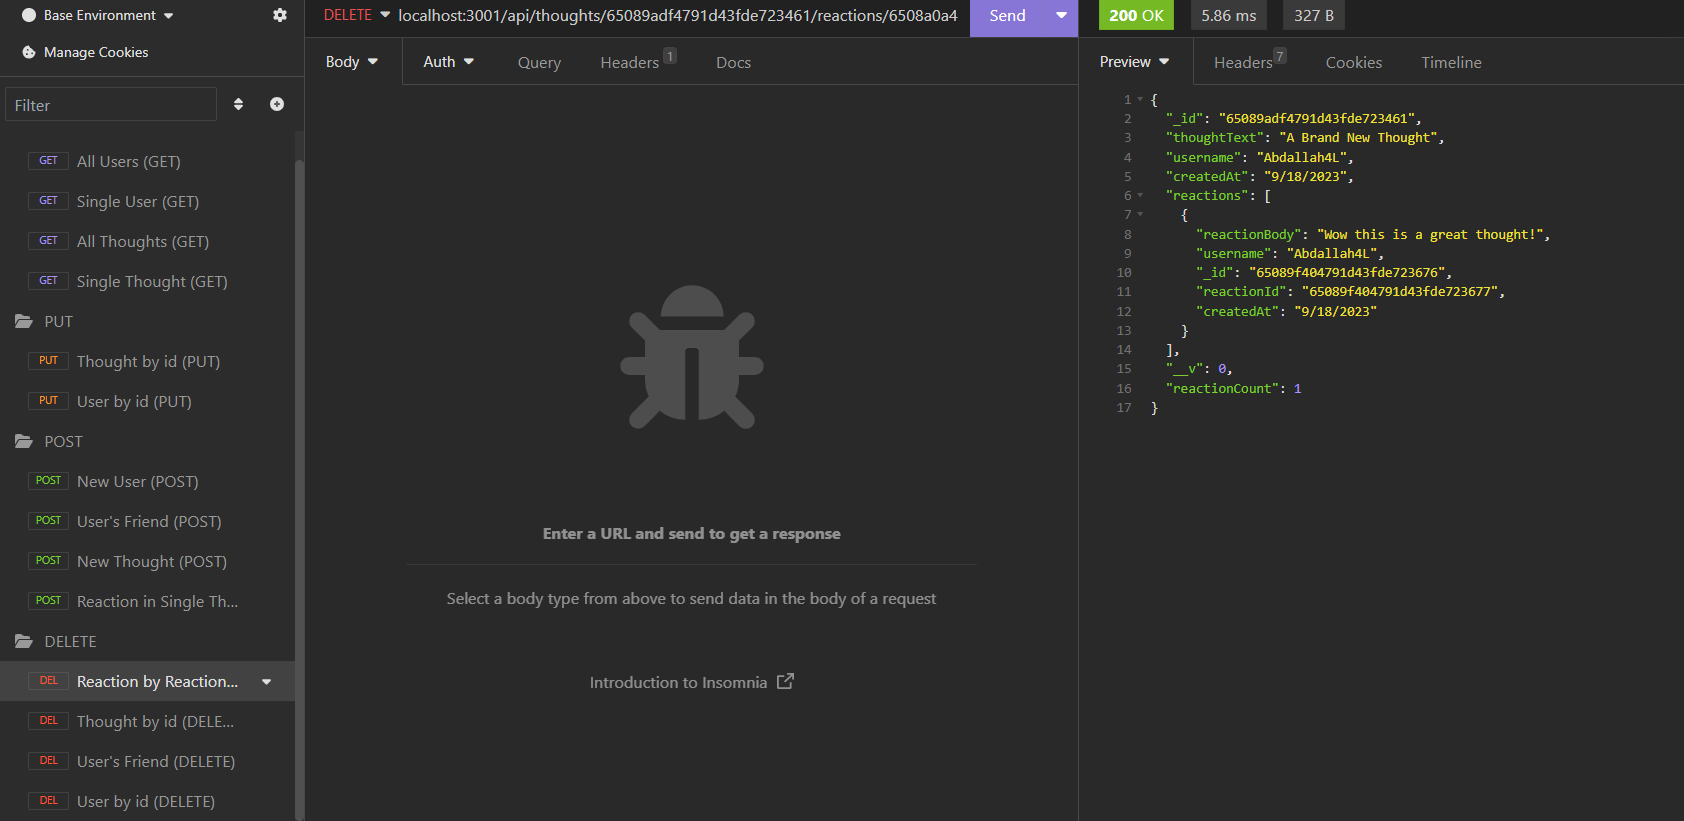 Base Environment
Manage Cookies
Filter
GET All Users (GET)
GET Single User (GET)
GET All Thoughts (GET)
GET Single Thought (GET)
PUT
PUT Thought by id (PUT)
PUT User by id (PUT)
POST
POST New User (POST)
POST User's Friend (POST)
POST New Thought (POST)
POST Reaction in Single Th...
DELETE
DEL Reaction by Reaction...
DEL Thought by id (DELE...
DEL User's Friend (DELETE)
DEL User by id (DELETE)
DELETE localhost:3001/api/thoughts/65089adf4791d43fde723461/reactions/6508a0a4 Send
Body Auth Query Headers 1 Docs
Enter a URL and send to get a response
Select a body type from above to send data in the body of a request
Introduction to Insomnia
200 OK 5.86 ms 327 B
Preview Headers 7 Cookies Timeline
1 {
2 "_id": "65089adf4791d43fde723461",
3 "thoughtText": "A Brand New Thought",
4 "username": "Abdallah4L",
5 "createdAt": "9/18/2023",
6 "reactions": [
7 {
8 "reactionBody": "Wow this is a great thought!",
9 "username": "Abdallah4L",
10 "_id": "65089f404791d43fde723676",
11 "reactionId": "65089f404791d43fde723677",
12 "createdAt": "9/18/2023"
13 }
14 ],
15 "__v": 0,
16 "reactionCount": 1
17 }